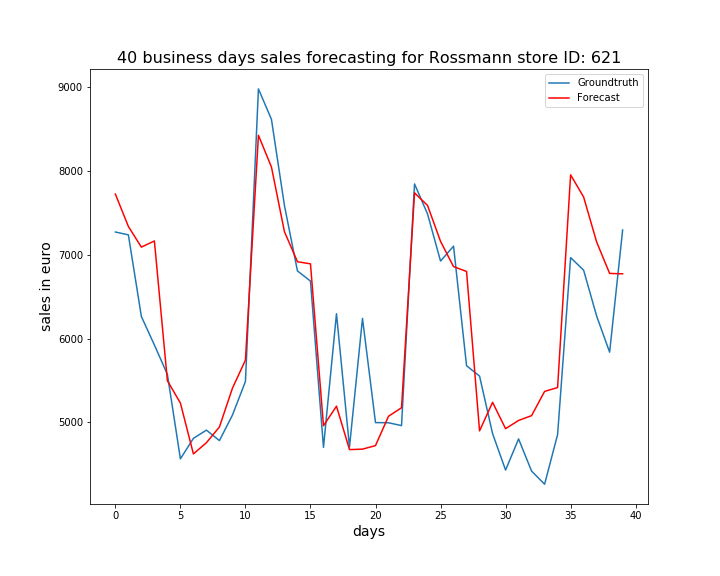 40 business days sales forecasting for Rossmann store ID: 621
Groundtruth
Forecast
9000
8000
7000
6000
5000
sales in euro
0 5 10 15 20 25 30 35 40
days